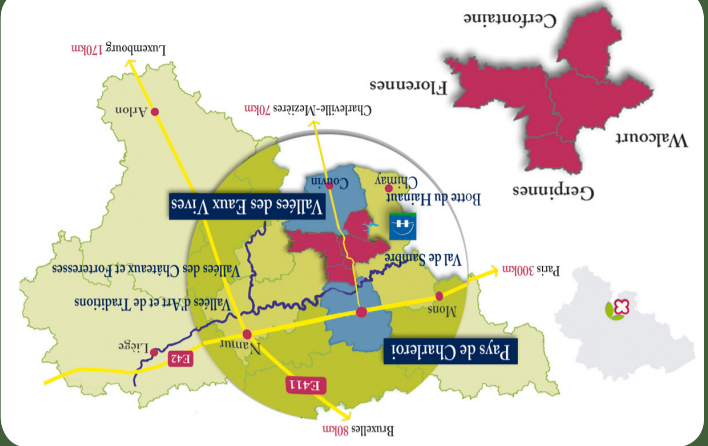 Bruxelles 80km
E411
Pays de Charleroi
E42
Liège
Namur
Mons
Vallées d'Art et de Traditions
Vallées des Chateaux et Forteresses
Val de Sambre
Paris 300km
Vallées des Eaux Vives
Botte du Hainaut
Chimay
Couvin
Charleville-Mezières 70km
Arlon
Luxembourg 170km
Gerpinnes
Walcourt
Florennes
Cerfontaine